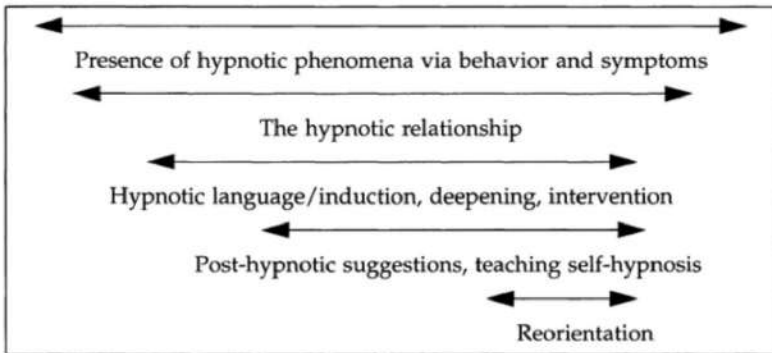 Presence of hypnotic phenomena via behavior and symptoms
The hypnotic relationship
Hypnotic language/induction, deepening, intervention
Post-hypnotic suggestions, teaching self-hypnosis
Reorientation